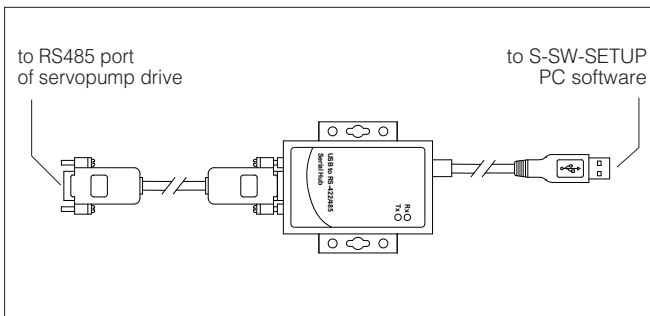 to RS485 port
of servopump drive
to S-SW-SETUP
PC software
USB to RS-422/485
Serial Hub
Rx
Tx